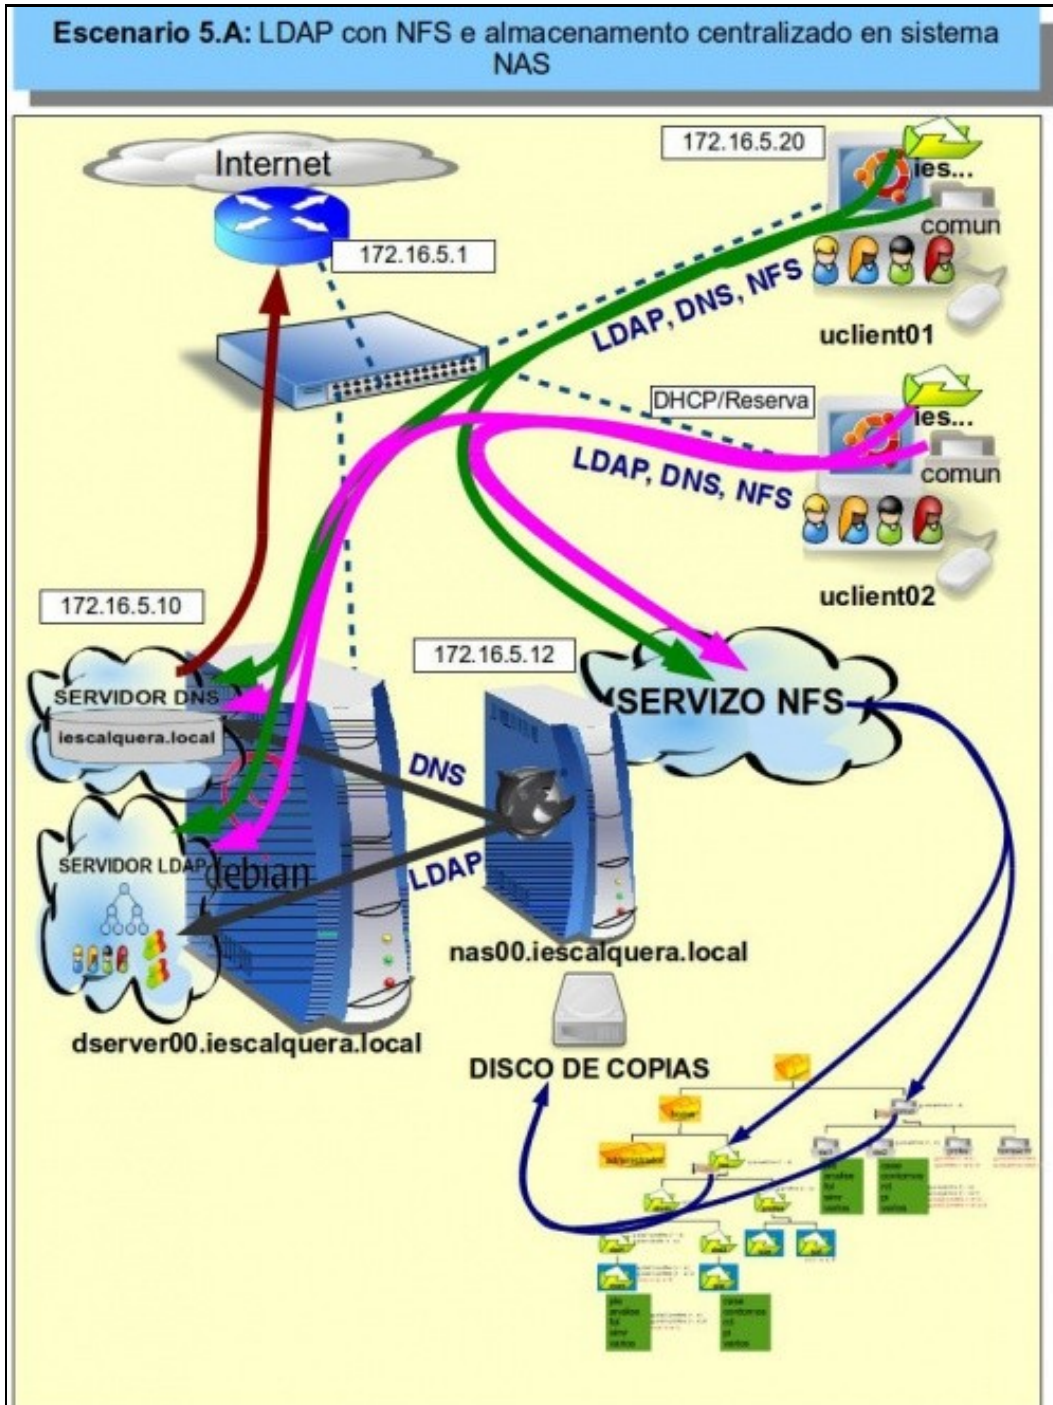 Escenario 5.A: LDAP con NFS e almacenamento centralizado en sistema
NAS
Internet
172.16.5.20
ies...
comun
172.16.5.1
LDAP, DNS, NFS
uclient01
DHCP/Reserva
ies...
comun
LDAP, DNS, NFS
uclient02
172.16.5.10
172.16.5.12
SERVIDOR DNS
iescalquera.local
SERVIZO NFS
DNS
SERVIDOR LDAP
debian
LDAP
nas00.iescalquera.local
dserver00.iescalquera.local
DISCO DE COPIAS